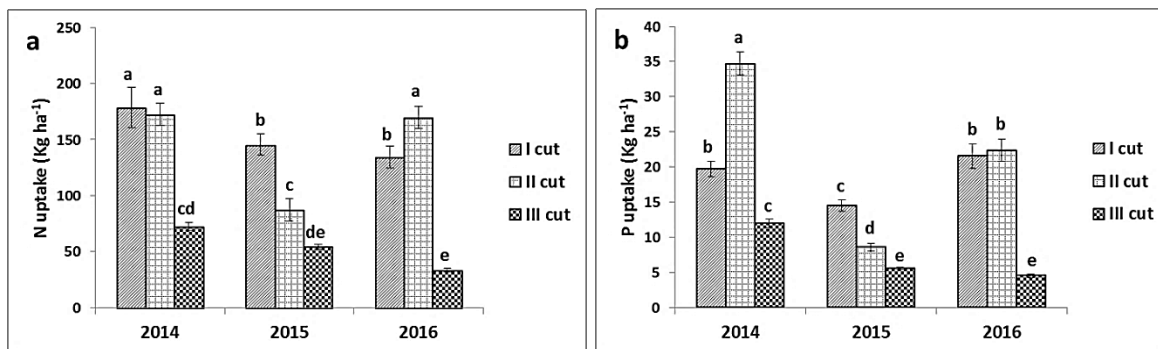 a
N uptake (Kg ha⁻¹)
250
200
150
100
50
0
a
a
cd
b
c
de
b
a
e
2014
2015
2016
I cut
II cut
III cut
b
P uptake (Kg ha⁻¹)
40
35
30
25
20
15
10
5
0
b
a
c
c
d
e
b
b
e
2014
2015
2016
I cut
II cut
III cut